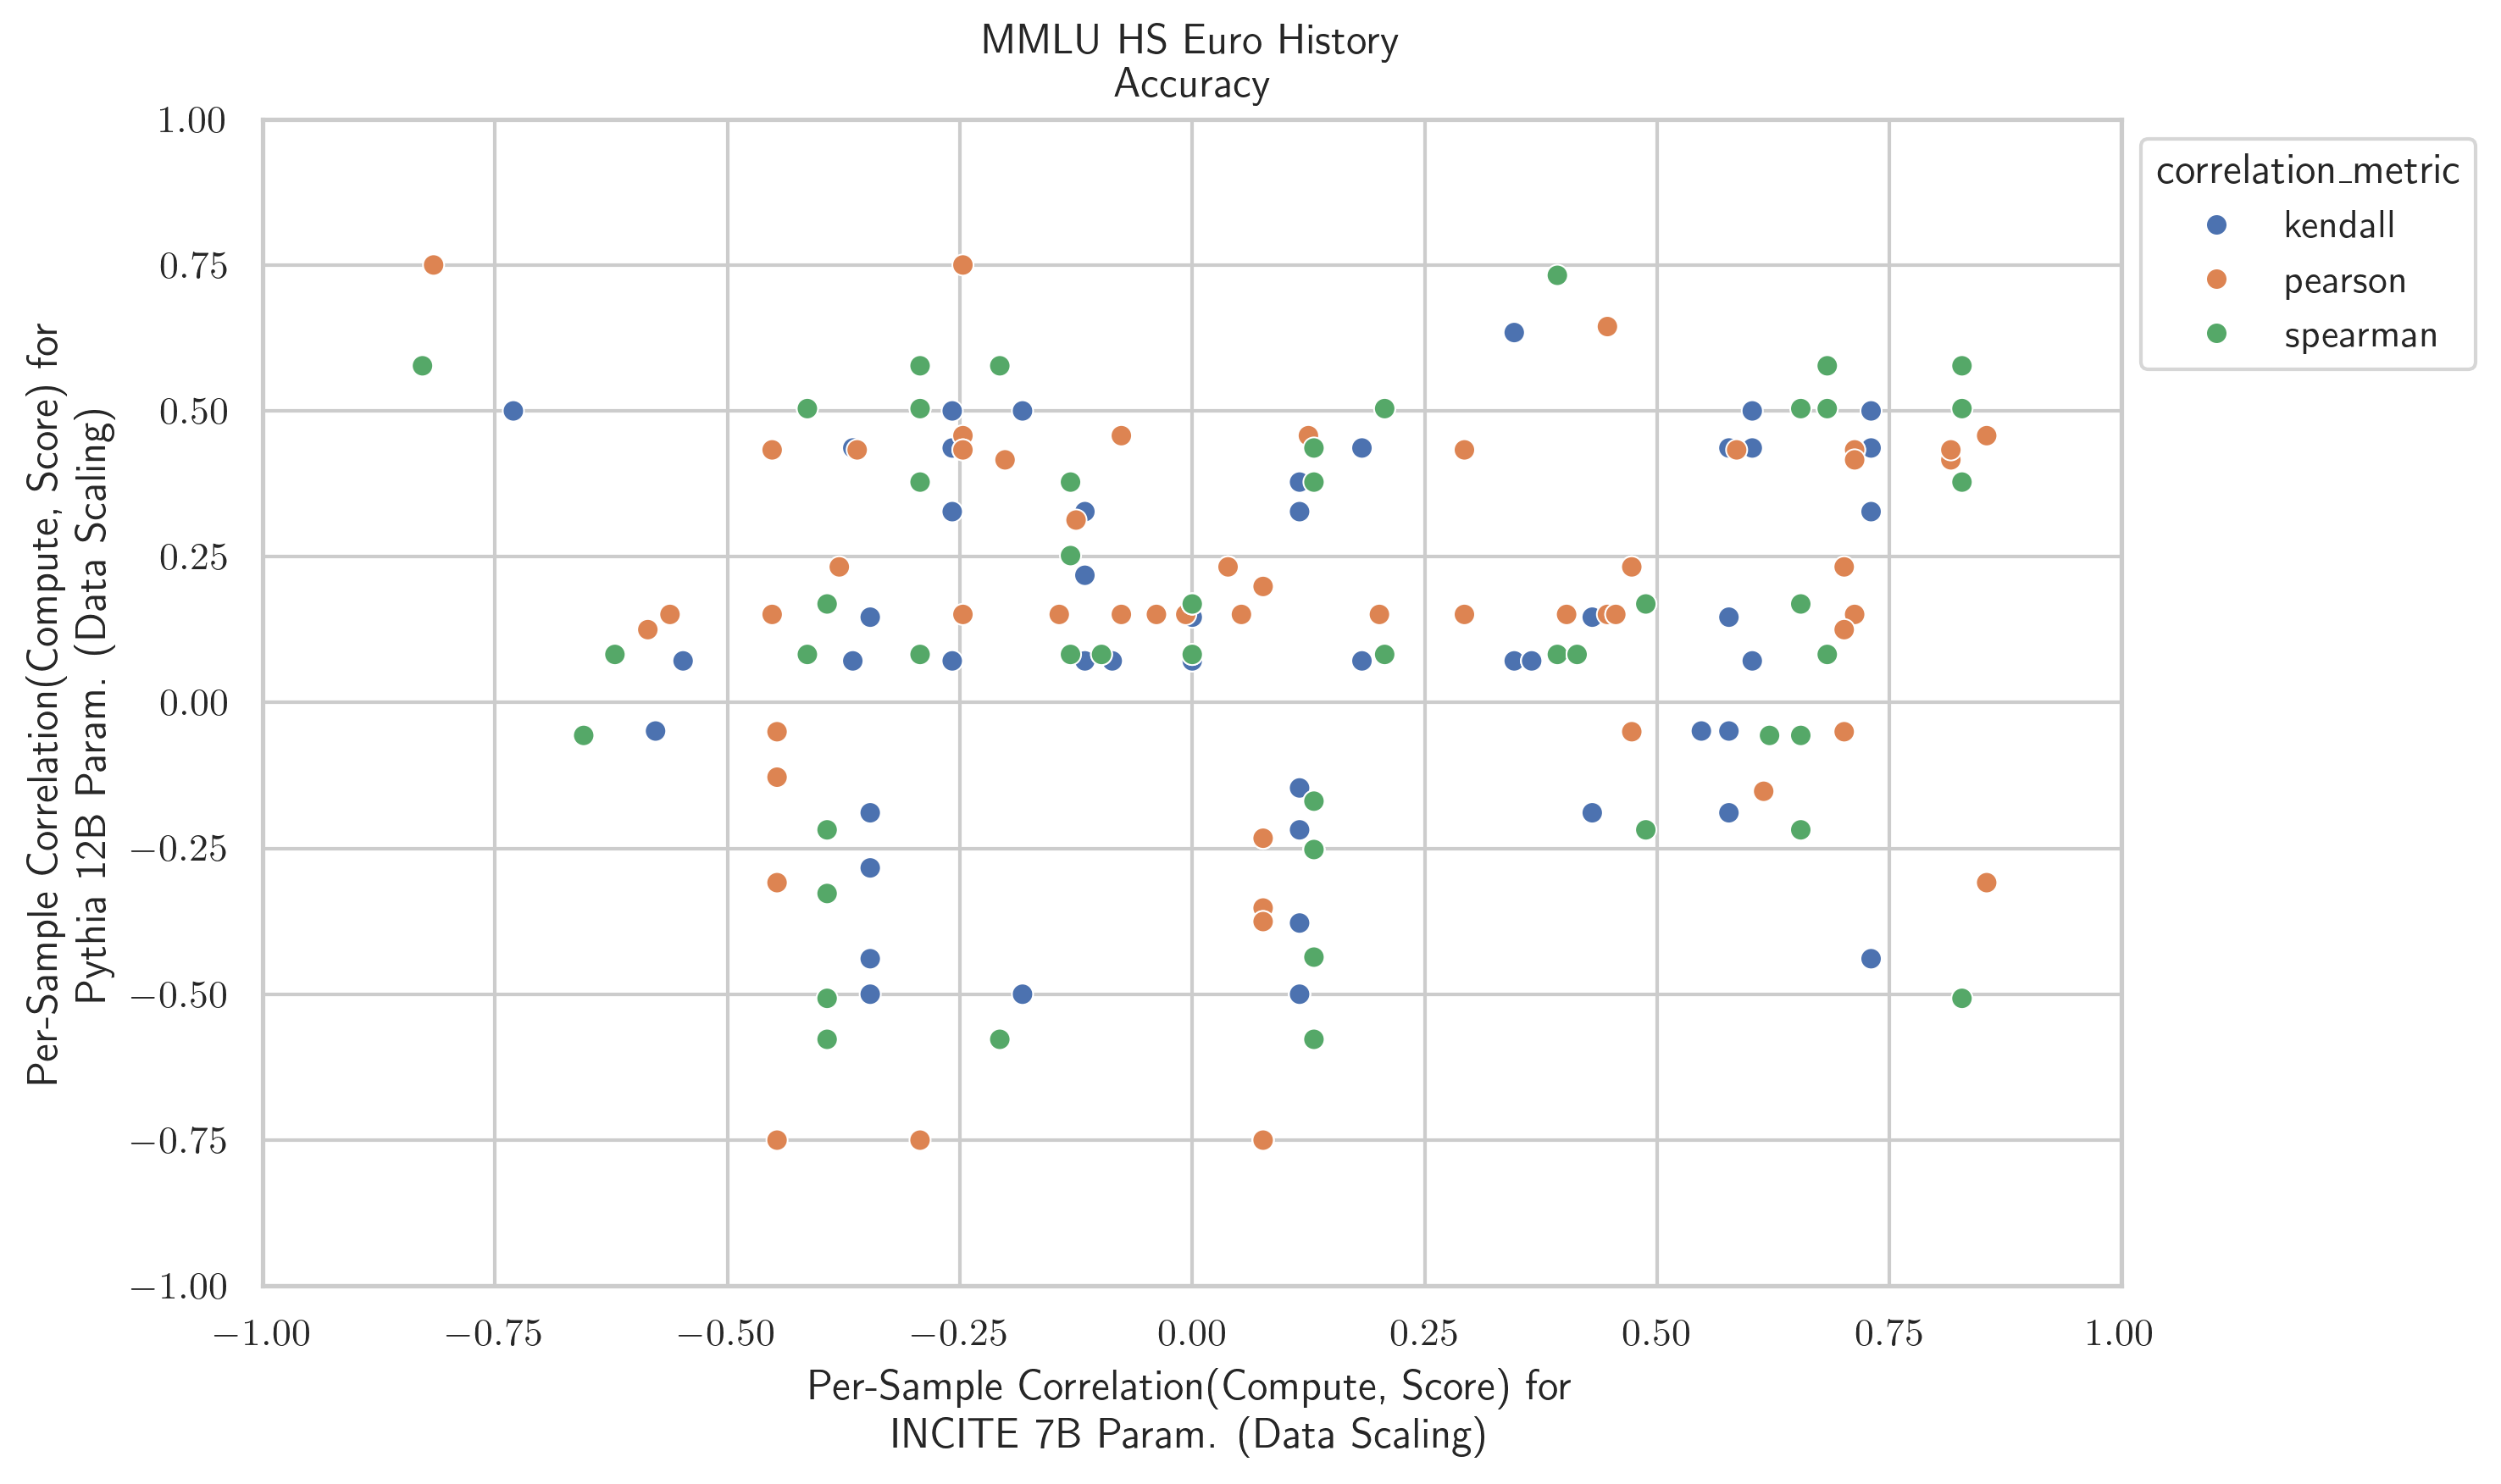 MMLU HS Euro History
Accuracy
1.00
0.75
0.50
0.25
0.00
−0.25
−0.50
−0.75
−1.00
Per-Sample Correlation(Compute, Score) for
Pythia 12B Param. (Data Scaling)
−1.00
−0.75
−0.50
−0.25
0.00
0.25
0.50
0.75
1.00
Per-Sample Correlation(Compute, Score) for
INCITE 7B Param. (Data Scaling)
correlation_metric
kendall
pearson
spearman